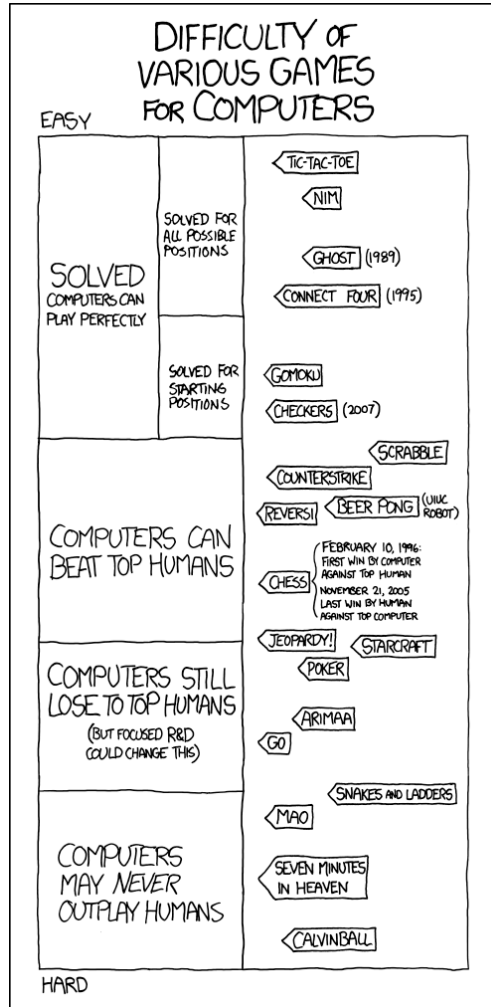 DIFFICULTY OF
VARIOUS GAMES
FOR COMPUTERS
EASY
SOLVED
COMPUTERS CAN
PLAY PERFECTLY
SOLVED FOR
ALL POSSIBLE
POSITIONS
TIC-TAC-TOE
NIM
GHOST (1989)
CONNECT FOUR (1995)
SOLVED FOR
STARTING
POSITIONS
GOMOKU
CHECKERS (2007)
COMPUTERS CAN
BEAT TOP HUMANS
SCRABBLE
COUNTERSTRIKE
REVERSI
BEER PONG (UIUC
ROBOT)
CHESS
FEBRUARY 10, 1996:
FIRST WIN BY COMPUTER
AGAINST TOP HUMAN
NOVEMBER 21, 2005
LAST WIN BY HUMAN
AGAINST TOP COMPUTER
JEOPARDY!
STARCRAFT
POKER
COMPUTERS STILL
LOSE TO TOP HUMANS
(BUT FOCUSED R&D
COULD CHANGE THIS)
ARIMAA
GO
COMPUTERS
MAY NEVER
OUTPLAY HUMANS
SNAKES AND LADDERS
MAO
SEVEN MINUTES
IN HEAVEN
CALVINBALL
HARD